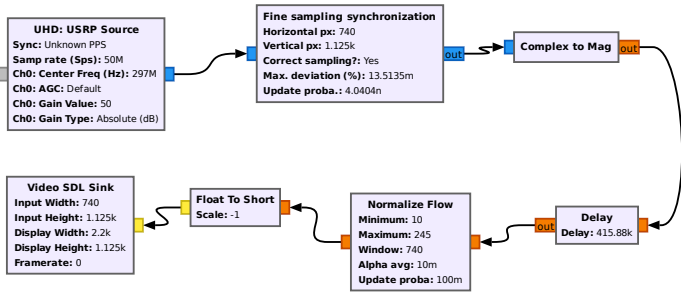 UHD: USRP Source
Sync: Unknown PPS
Samp rate (Sps): 50M
Ch0: Center Freq (Hz): 297M
Ch0: AGC: Default
Ch0: Gain Value: 50
Ch0: Gain Type: Absolute (dB)
Fine sampling synchronization
Horizontal px: 740
Vertical px: 1.125k
Correct sampling?: Yes
Max. deviation (%): 13.5135m
Update proba.: 4.0404n
out
Complex to Mag
out
Video SDL Sink
Input Width: 740
Input Height: 1.125k
Display Width: 2.2k
Display Height: 1.125k
Framerate: 0
Float To Short
Scale: -1
Normalize Flow
Minimum: 10
Maximum: 245
Window: 740
Alpha avg: 10m
Update proba: 100m
out
Delay
Delay: 415.88k